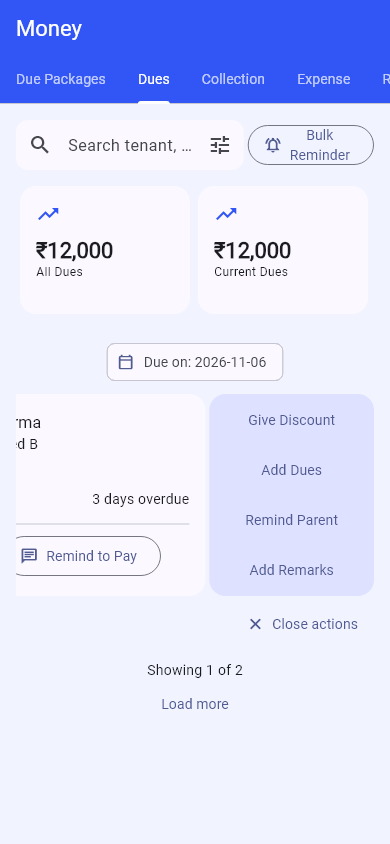 Money
Due Packages Dues Collection Expense R
Search tenant, ...
Bulk
Reminder
₹12,000
All Dues
₹12,000
Current Dues
Due on: 2026-11-06
rma
ed B
3 days overdue
Remind to Pay
Give Discount
Add Dues
Remind Parent
Add Remarks
Close actions
Showing 1 of 2
Load more